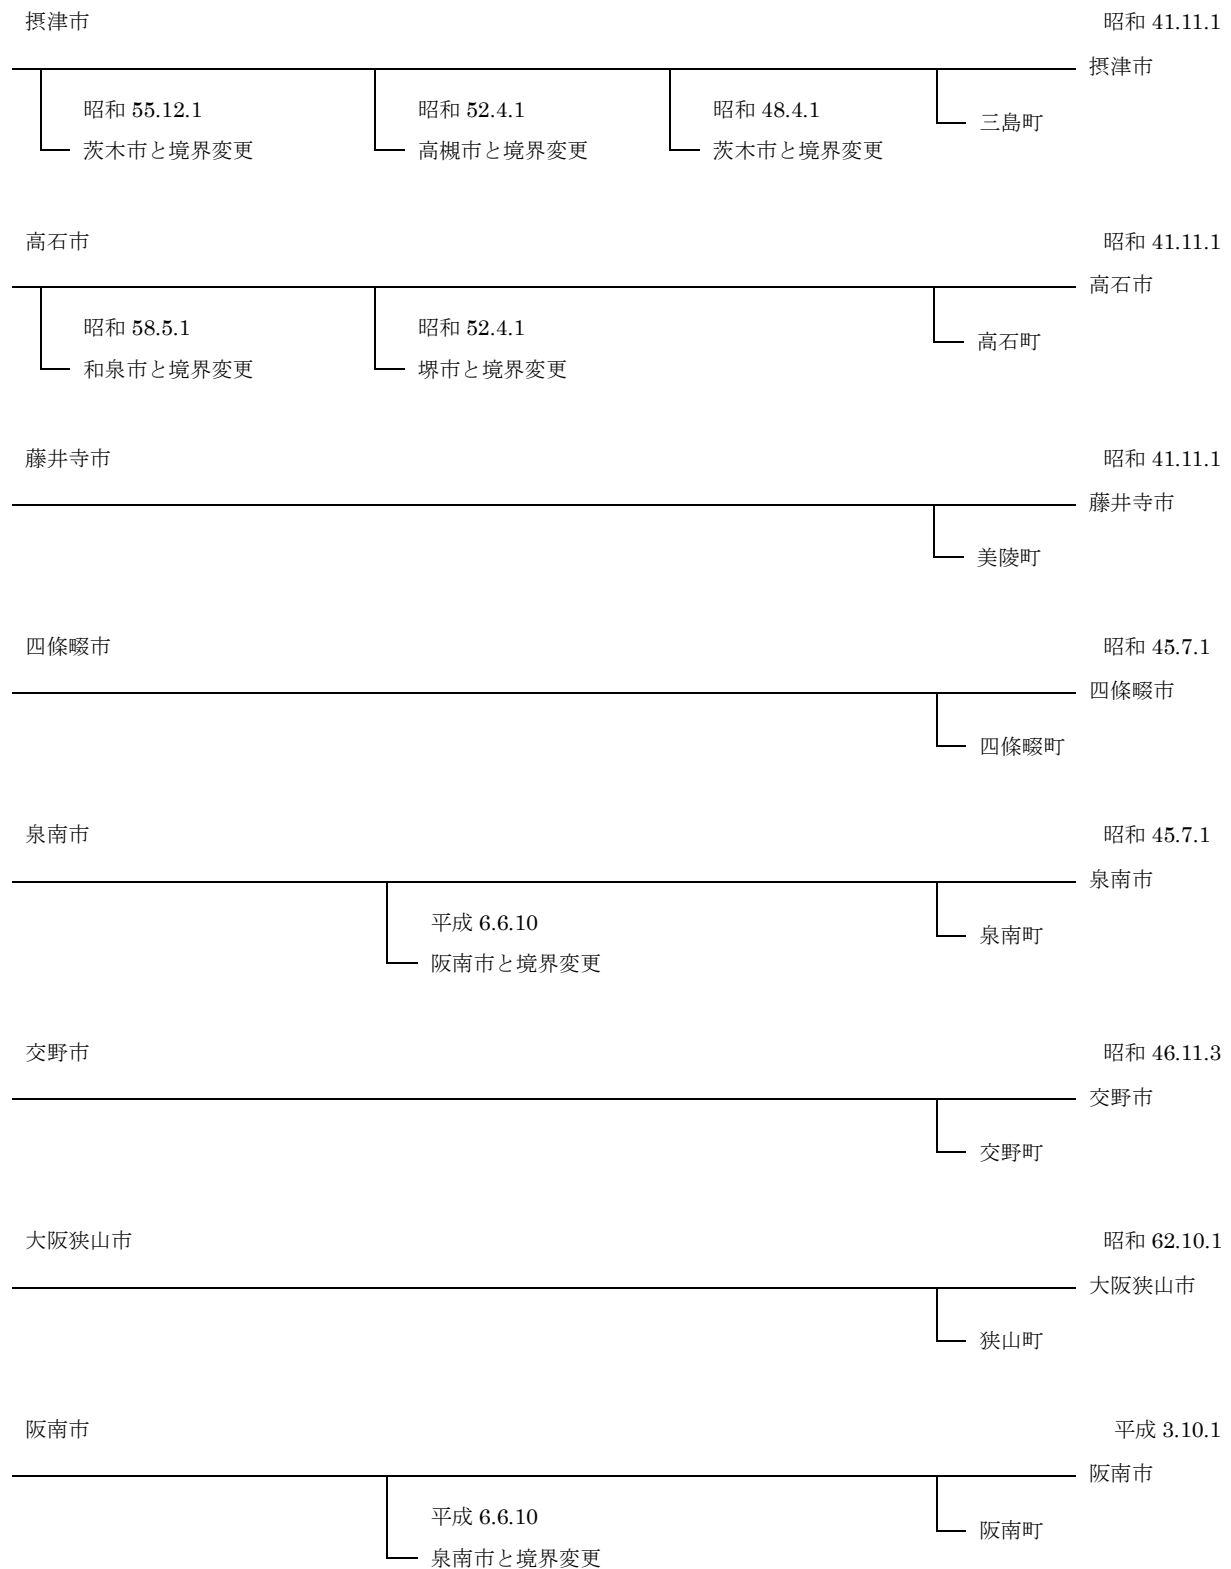 摂津市 昭和 41.11.1
摂津市
昭和 55.12.1 昭和 52.4.1 昭和 48.4.1
三島町
茨木市と境界変更 高槻市と境界変更 茨木市と境界変更
高石市 昭和 41.11.1
高石市
昭和 58.5.1 昭和 52.4.1
高石町
和泉市と境界変更 堺市と境界変更
藤井寺市 昭和 41.11.1
藤井寺市
美陵町
四條畷市 昭和 45.7.1
四條畷市
四條畷町
泉南市 昭和 45.7.1
泉南市
平成 6.6.10
泉南町
阪南市と境界変更
交野市 昭和 46.11.3
交野市
交野町
大阪狭山市 昭和 62.10.1
大阪狭山市
狭山町
阪南市 平成 3.10.1
阪南市
平成 6.6.10
阪南町
泉南市と境界変更